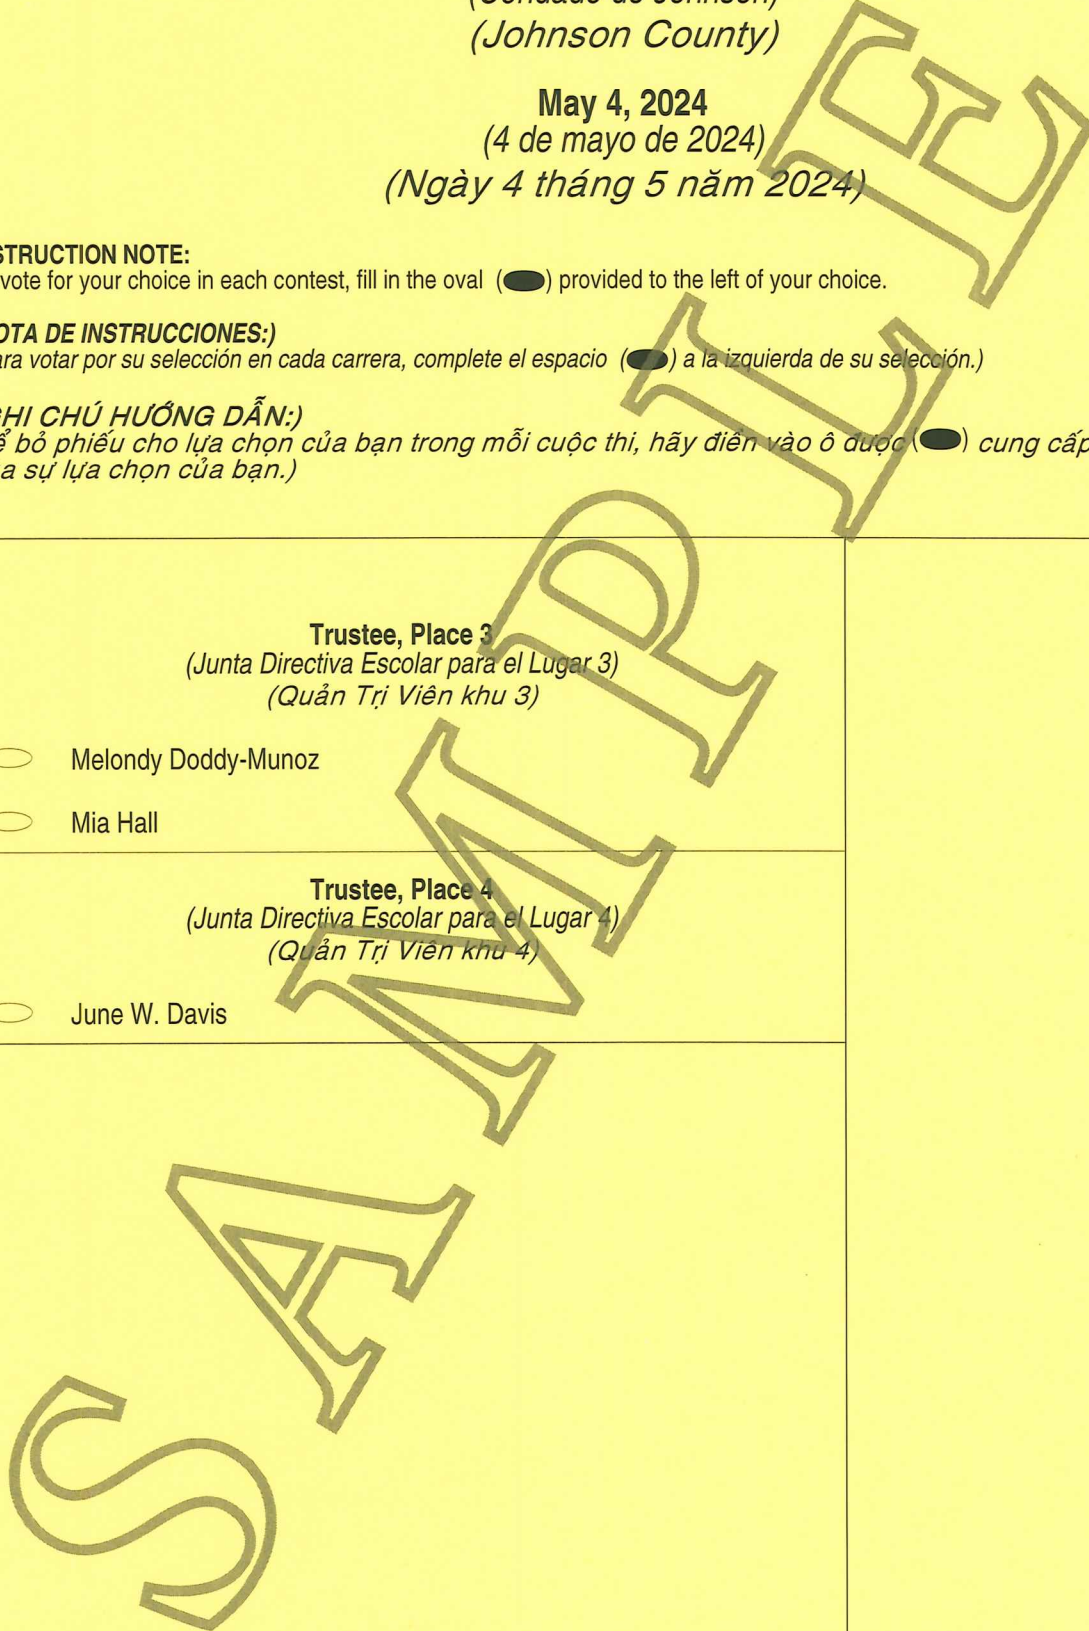 (Condado de Johnson)
(Johnson County)
May 4, 2024
(4 de mayo de 2024)
(Ngày 4 tháng 5 năm 2024)
STRUCTION NOTE:
vote for your choice in each contest, fill in the oval () provided to the left of your choice.
OTA DE INSTRUCCIONES:)
ara votar por su selección en cada carrera, complete el espacio () a la izquierda de su selección.)
GHI CHÚ HƯỚNG DẪN:)
ể bỏ phiếu cho lựa chọn của bạn trong mỗi cuộc thi, hãy điền vào ô được () cung cấp
a sự lựa chọn của bạn.)
Trustee, Place 3
(Junta Directiva Escolar para el Lugar 3)
(Quản Trị Viên khu 3)
Melondy Doddy-Munoz
Mia Hall
Trustee, Place 4
(Junta Directiva Escolar para el Lugar 4)
(Quản Trị Viên khu 4)
June W. Davis
SAMPLE